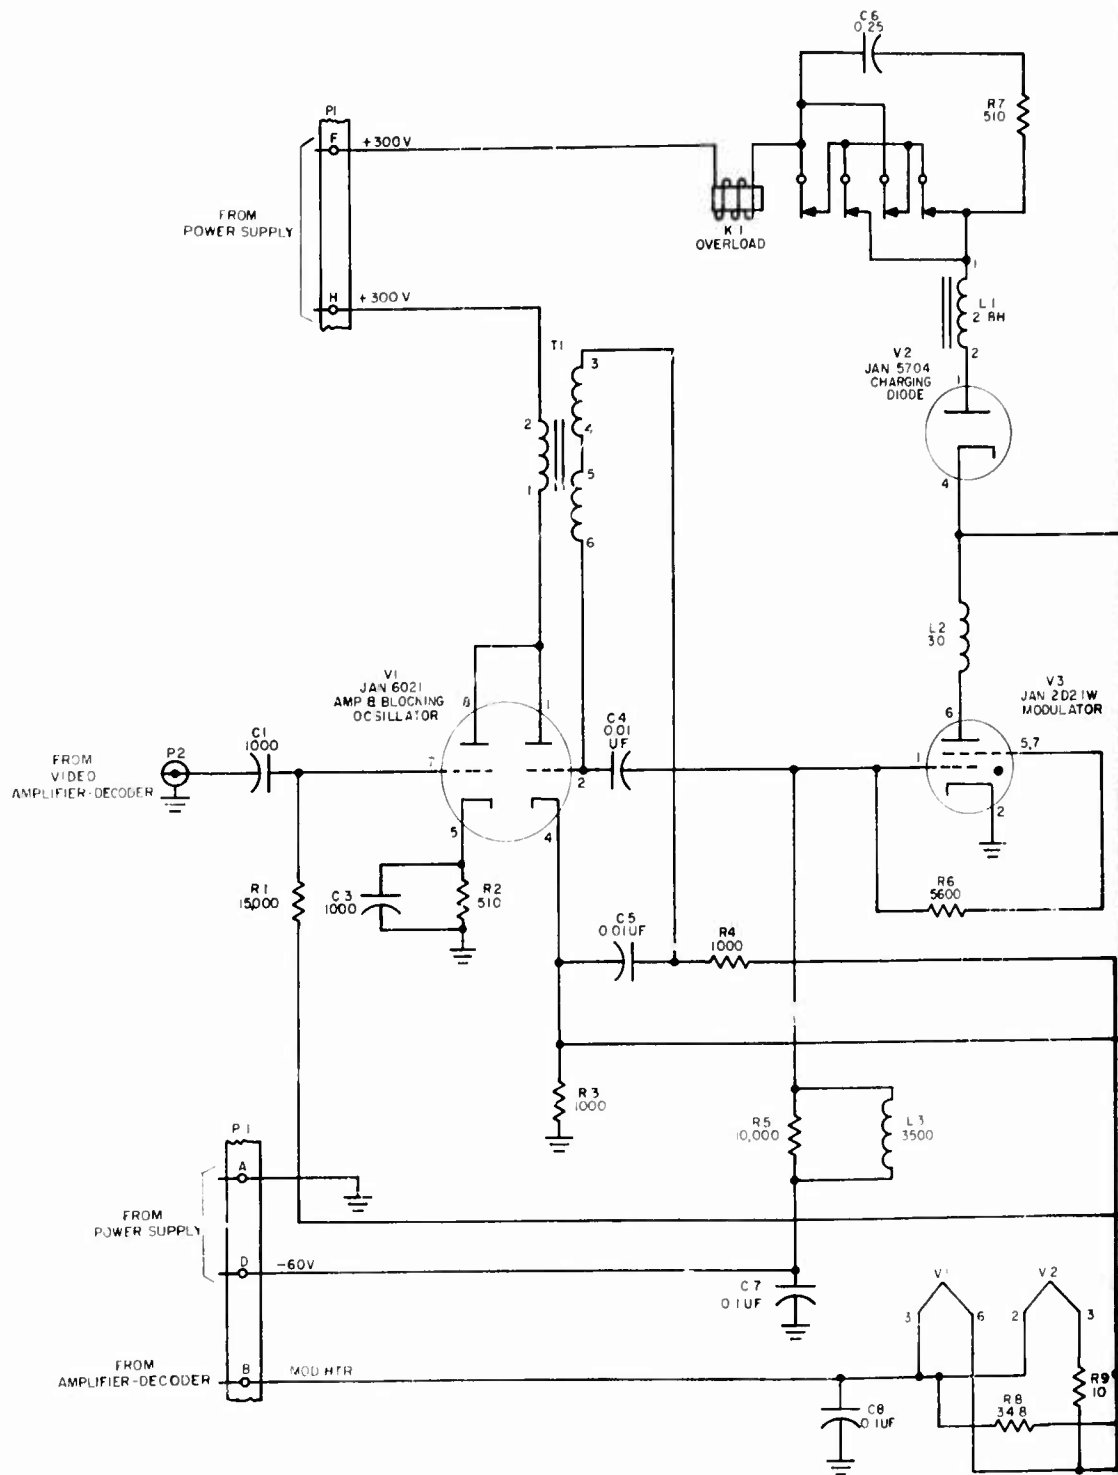 C6
0.25
R7
510
P1
F
+300V
FROM
POWER SUPPLY
K1
OVERLOAD
H
+300V
1
L1
2.8H
2
T1
3
2
4
1
5
6
V2
JAN 5704
CHARGING
DIODE
1
4
L2
30
V1
JAN 6021
AMP & BLOCKING
OCSILLATOR
8
1
7
2
5
4
V3
JAN 2D21W
MODULATOR
6
5,7
1
2
C4
0.01
UF
C1
1000
P2
FROM
VIDEO
AMPLIFIER-DECODER
R1
15,000
C3
1000
R2
510
R6
5600
C5
0.01UF
R4
1000
R3
1000
R5
10,000
L3
3500
P1
A
FROM
POWER SUPPLY
D
-60V
C7
0.1UF
V1
3
6
V2
2
3
FROM
AMPLIFIER-DECODER
B
MOD HTR
C8
0.1UF
R8
34.8
R9
10